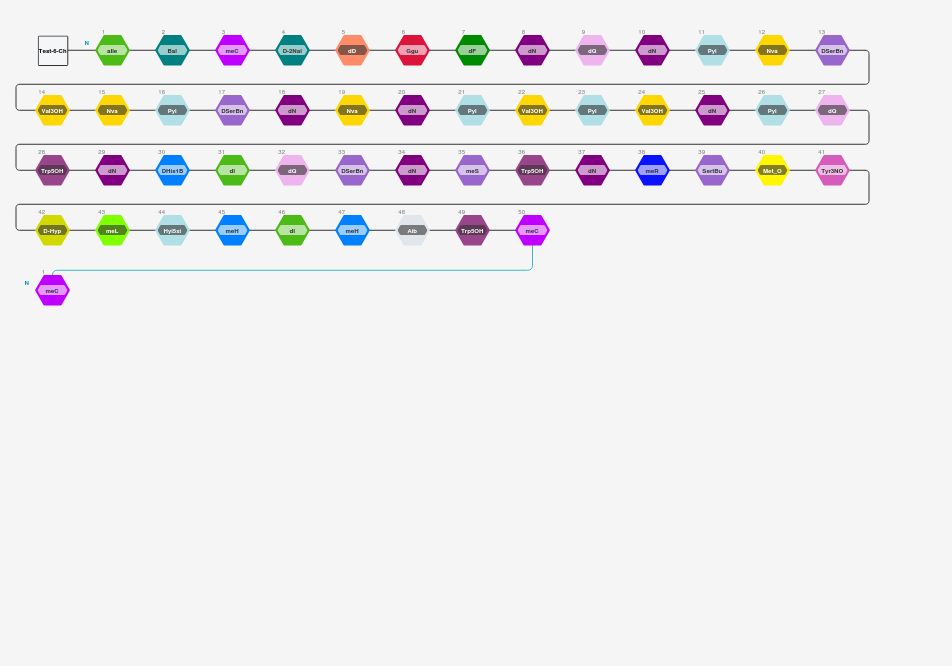 1 2 3 4 5 6 7 8 9 10 11 12 13
Test-6-Ch N aIle Bal meC D-2Nal dD Ggu dF dN dQ dN Pyl Nva DSerBn
14 15 16 17 18 19 20 21 22 23 24 25 26 27
Val3OH Nva Pyl DSerBn dN Nva dN Pyl Val3OH Pyl Val3OH dN Pyl dQ
28 29 30 31 32 33 34 35 36 37 38 39 40 41
Trp5OH dN DHis1B dI dQ DSerBn dN meS Trp5OH dN meR SertBu Met_O Tyr3NO
42 43 44 45 46 47 48 49 50
D-Hyp meL meH dI meH Aib Trp5OH meC
1
N meC